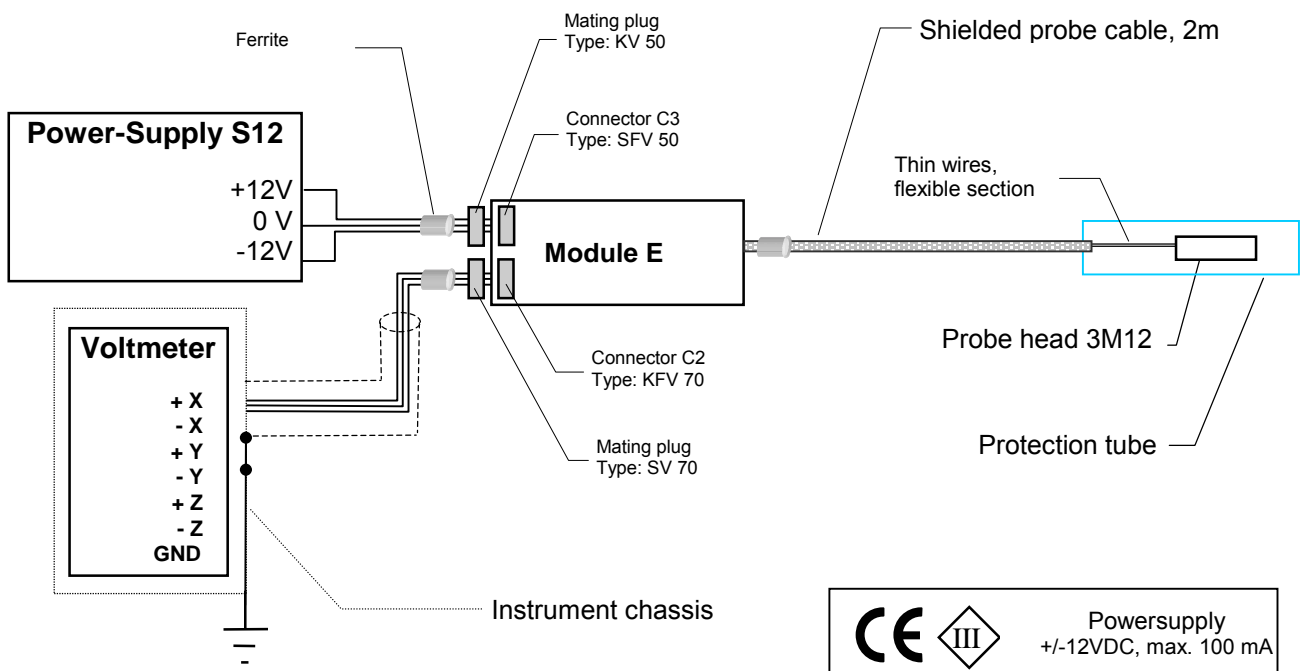 Ferrite
Mating plug
Type: KV 50
Shielded probe cable, 2m
Power-Supply S12
+12V
0 V
-12V
Connector C3
Type: SFV 50
Thin wires,
flexible section
Module E
Probe head 3M12
Voltmeter
+ X
- X
+ Y
- Y
+ Z
- Z
GND
Connector C2
Type: KFV 70
Mating plug
Type: SV 70
Protection tube
Instrument chassis
CE
III
Powersupply
+/-12VDC, max. 100 mA